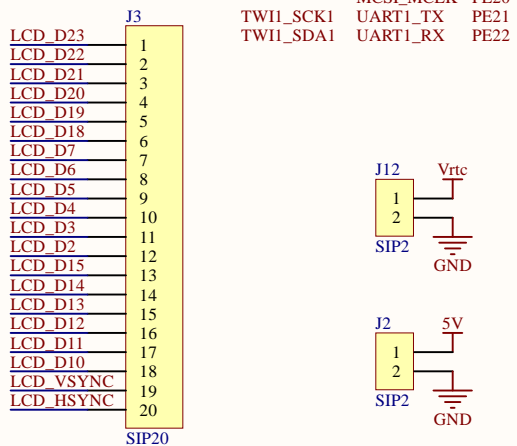 MCSI_MCLK PE20
TWI1_SCK1 UART1_TX PE21
TWI1_SDA1 UART1_RX PE22
J3
LCD_D23 1
LCD_D22 2
LCD_D21 3
LCD_D20 4
LCD_D19 5
LCD_D18 6
LCD_D7 7
LCD_D6 8
LCD_D5 9
LCD_D4 10
LCD_D3 11
LCD_D2 12
LCD_D15 13
LCD_D14 14
LCD_D13 15
LCD_D12 16
LCD_D11 17
LCD_D10 18
LCD_VSYNC 19
LCD_HSYNC 20
SIP20
J12 Vrtc
1
2
SIP2
GND
J2 5V
1
2
SIP2
GND